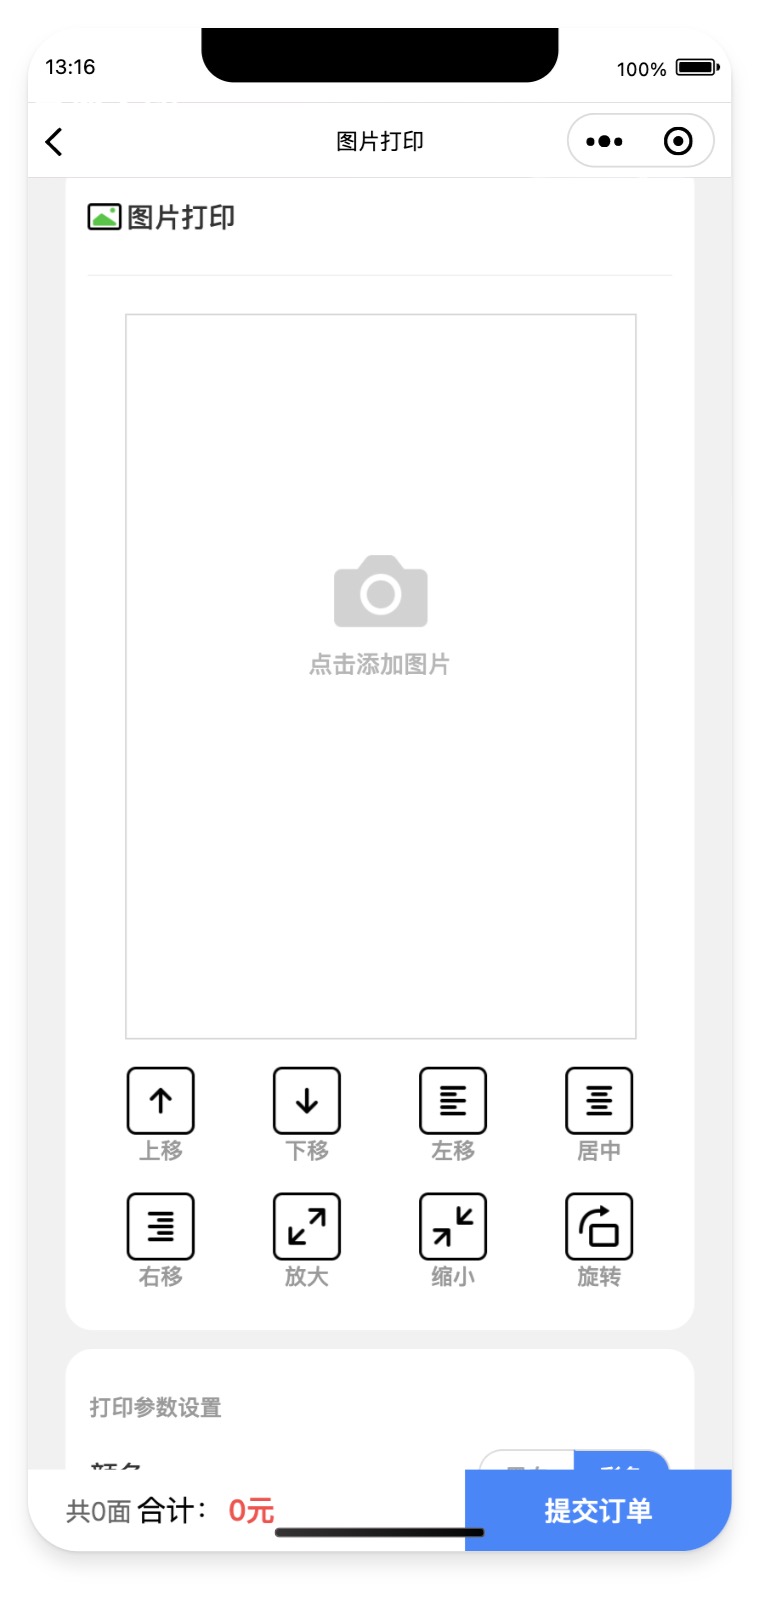 13:16
100%
图片打印
图片打印
点击添加图片
上移 下移 左移 居中
右移 放大 缩小 旋转
打印参数设置
共0面 合计： 0元
提交订单